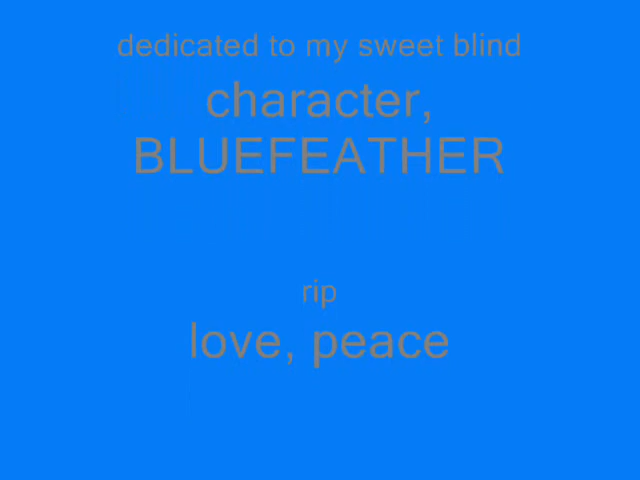 dedicated to my sweet blind
character,
BLUEFEATHER
rip
love, peace